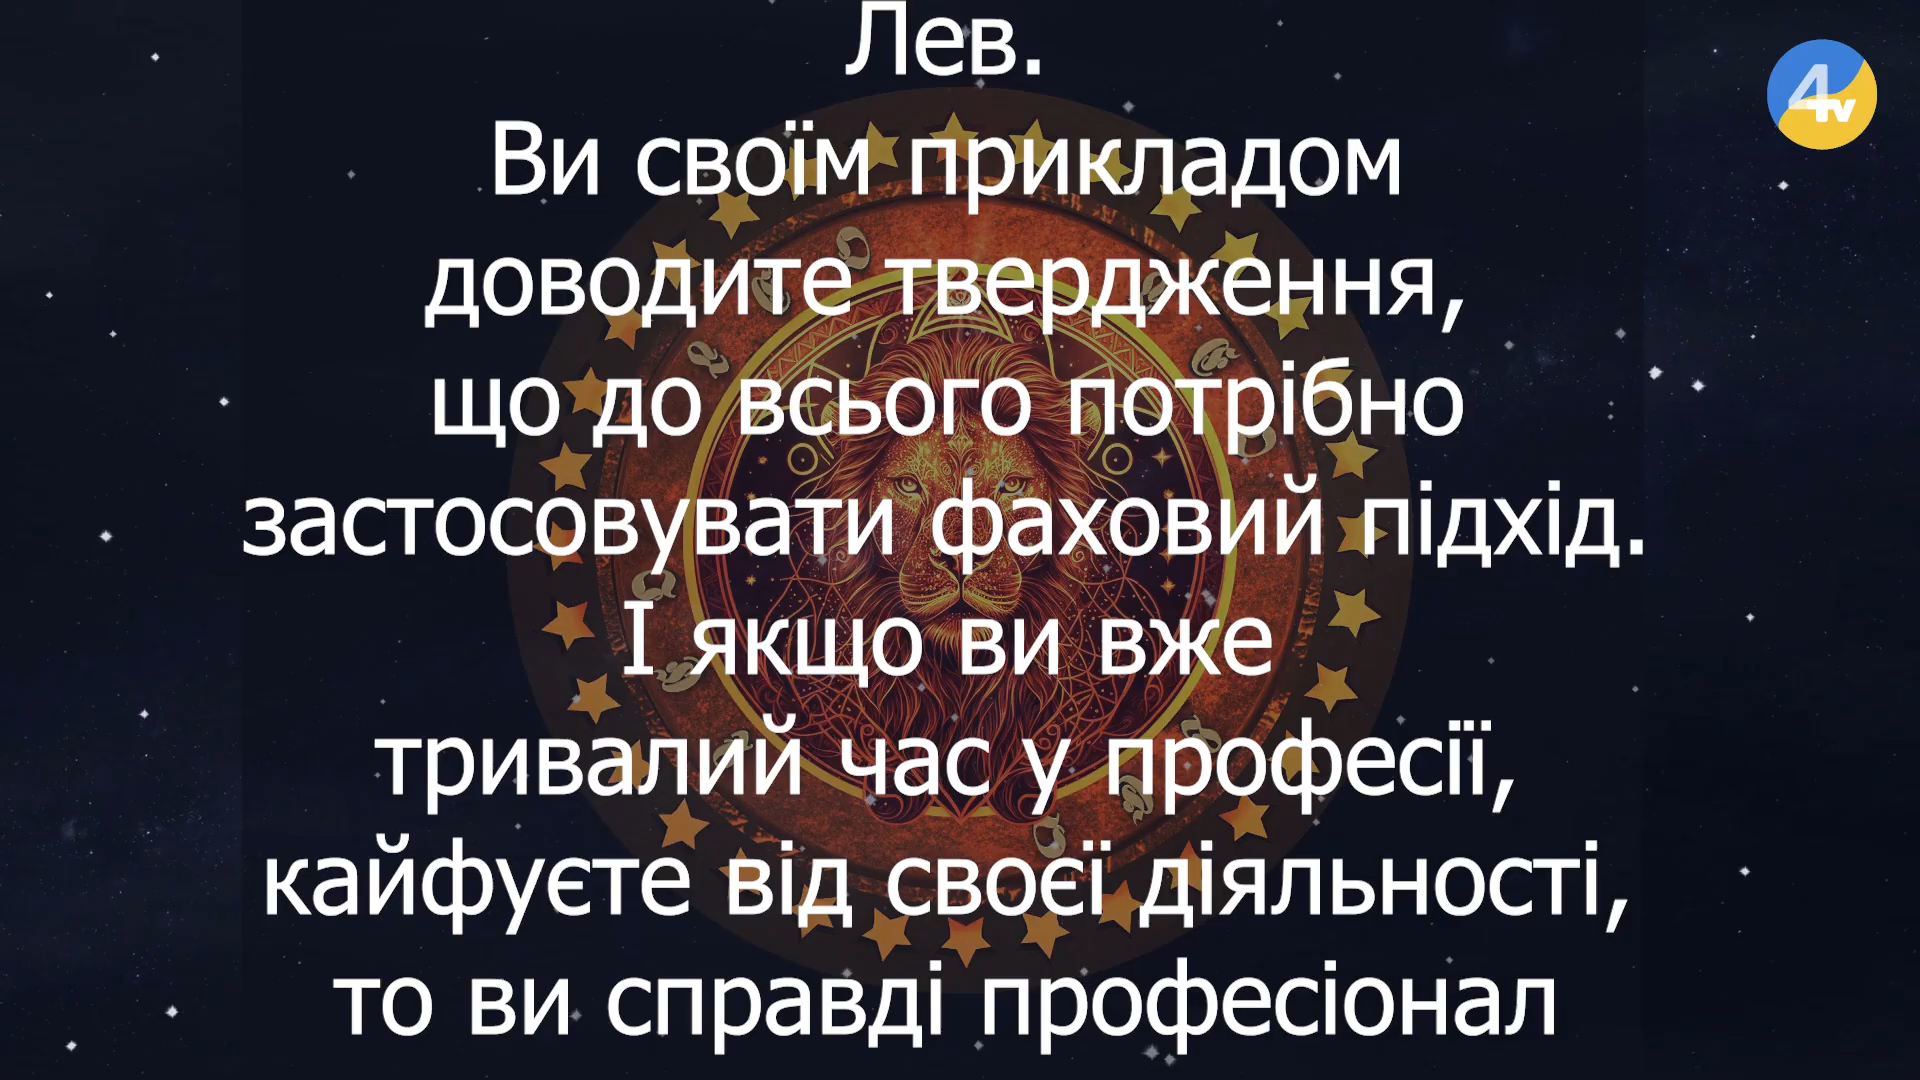 Лев.
Ви своїм прикладом
доводите твердження,
що до всього потрібно
застосовувати фаховий підхід.
І якщо ви вже
тривалий час у професії,
кайфуєте від своєї діяльності,
то ви справді професіонал
4tv